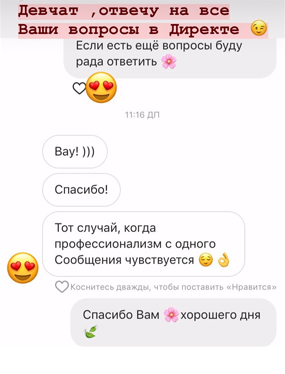 Девчат ,отвечу на все
Ваши вопросы в Директе 😉
Если есть ещё вопросы буду
рада ответить 🌸
11:16 ДП
Вау! )))
Спасибо!
Тот случай, когда
профессионализм с одного
Сообщения чувствуется 😌👌
Коснитесь дважды, чтобы поставить «Нравится»
Спасибо Вам 🌸хорошего дня
🍃